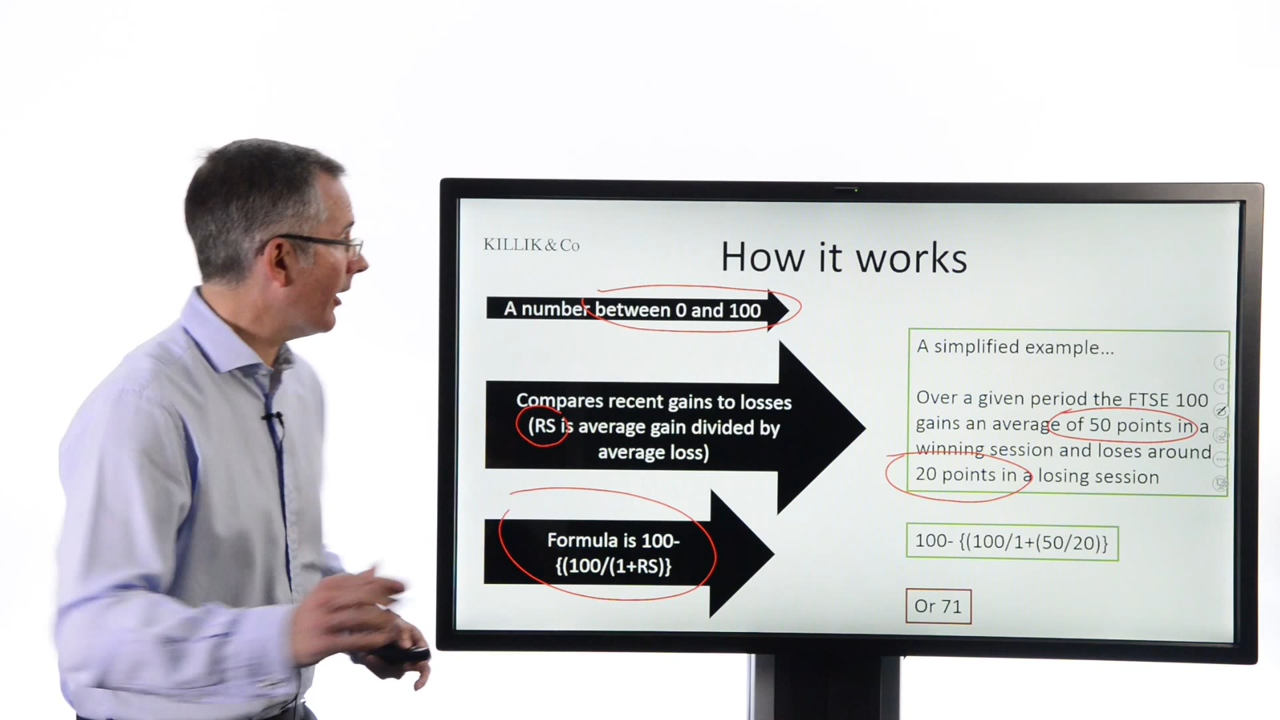 KILLIK & Co
How it works
A number between 0 and 100
Compares recent gains to losses
(RS is average gain divided by
average loss)
Formula is 100-
{(100/(1+RS)}
A simplified example...
Over a given period the FTSE 100
gains an average of 50 points in a
winning session and loses around
20 points in a losing session
100- {(100/1+(50/20)}
Or 71